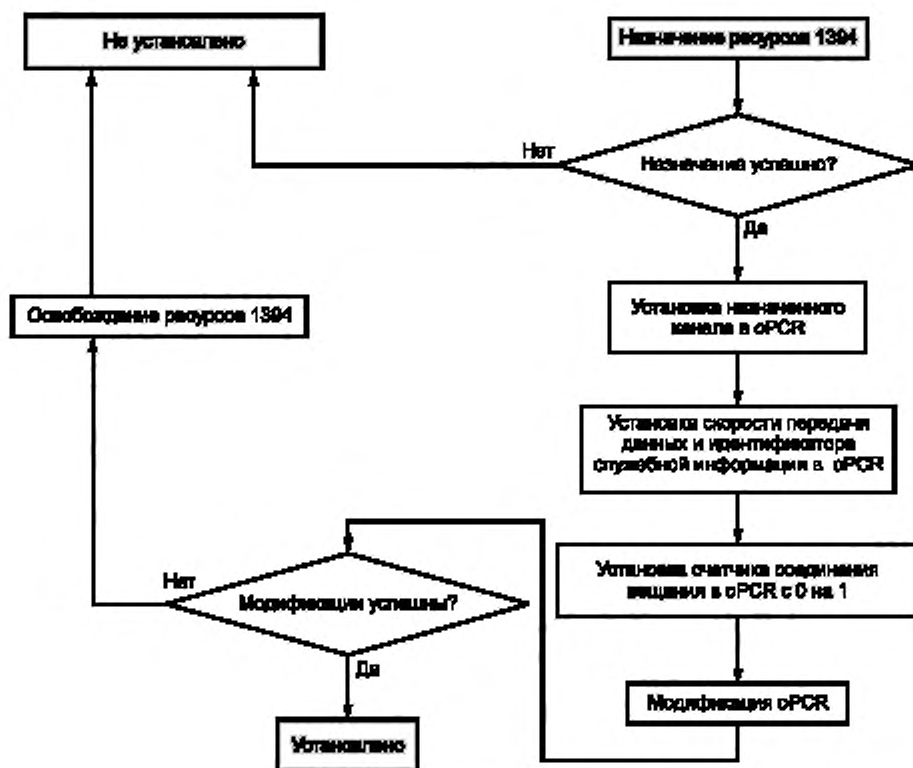 Не установлено
Назначение ресурсов 1394
Нет
Назначение успешно?
Да
Установка назначенного
канала в oPCR
Освобождение ресурсов 1394
Установка скорости передачи
данных и идентификатора
служебной информации в oPCR
Установка счетчика соединения
вещания в oPCR с 0 на 1
Нет
Модификации успешны?
Да
Модификация oPCR
Установлено